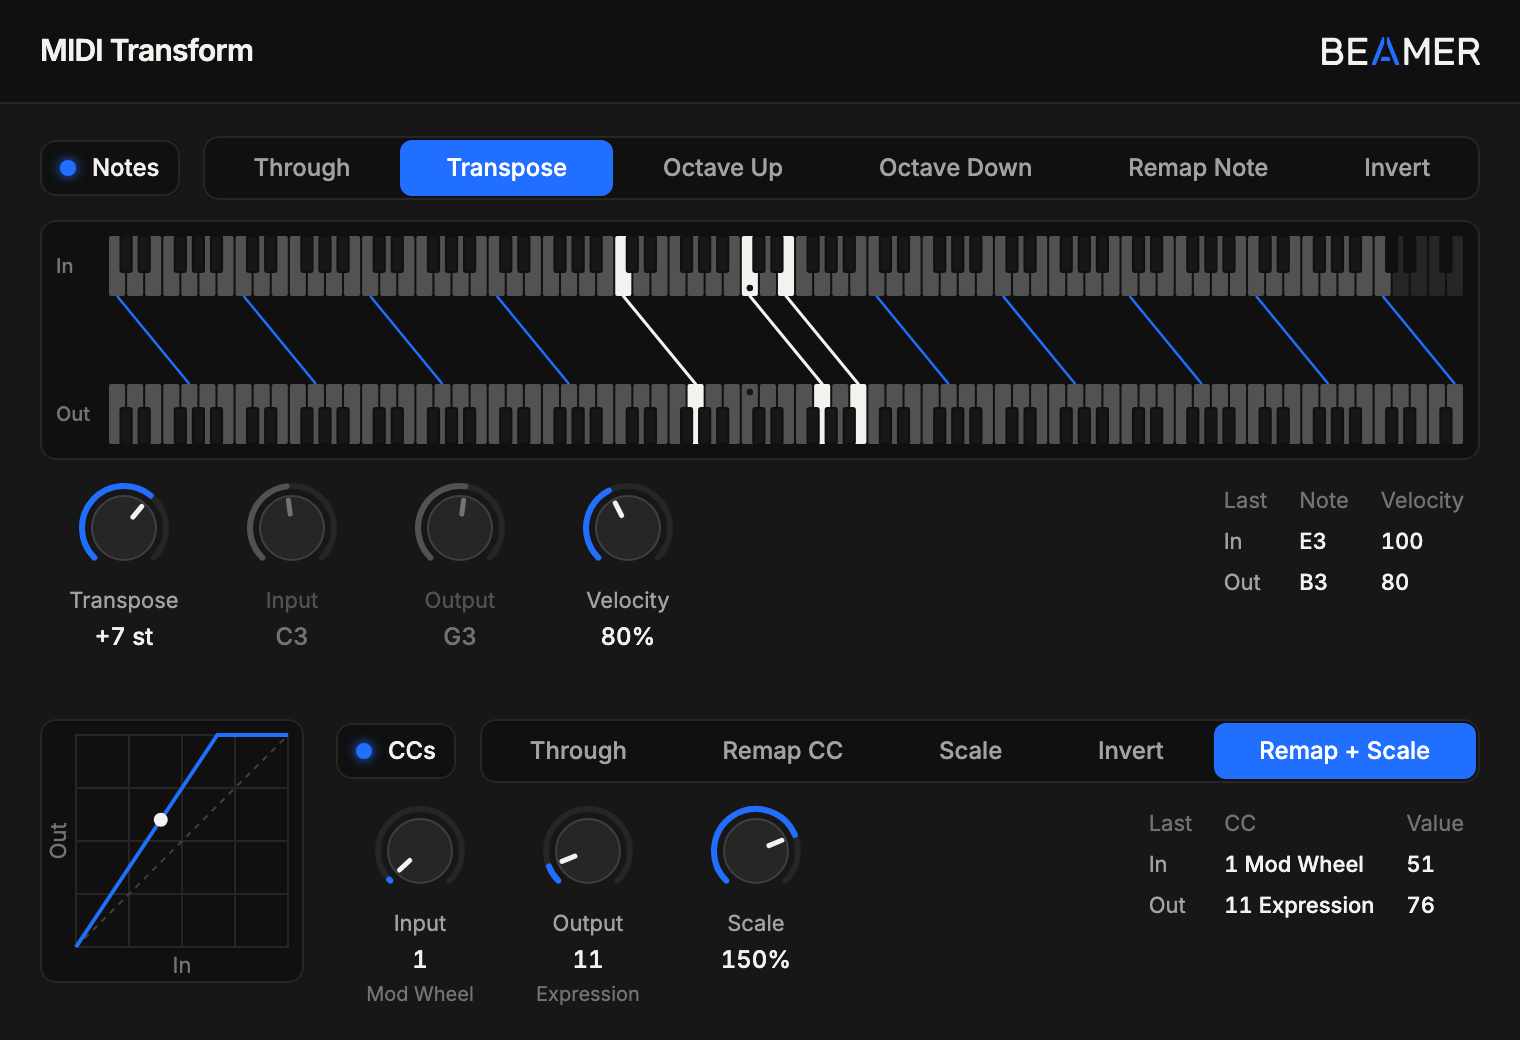 MIDI Transform
BEAMER
Notes
Through
Transpose
Octave Up
Octave Down
Remap Note
Invert
In
Out
Transpose
+7 st
Input
C3
Output
G3
Velocity
80%
Last Note Velocity
In E3 100
Out B3 80
Out
In
CCs
Through
Remap CC
Scale
Invert
Remap + Scale
Input
1
Mod Wheel
Output
11
Expression
Scale
150%
Last CC Value
In 1 Mod Wheel 51
Out 11 Expression 76